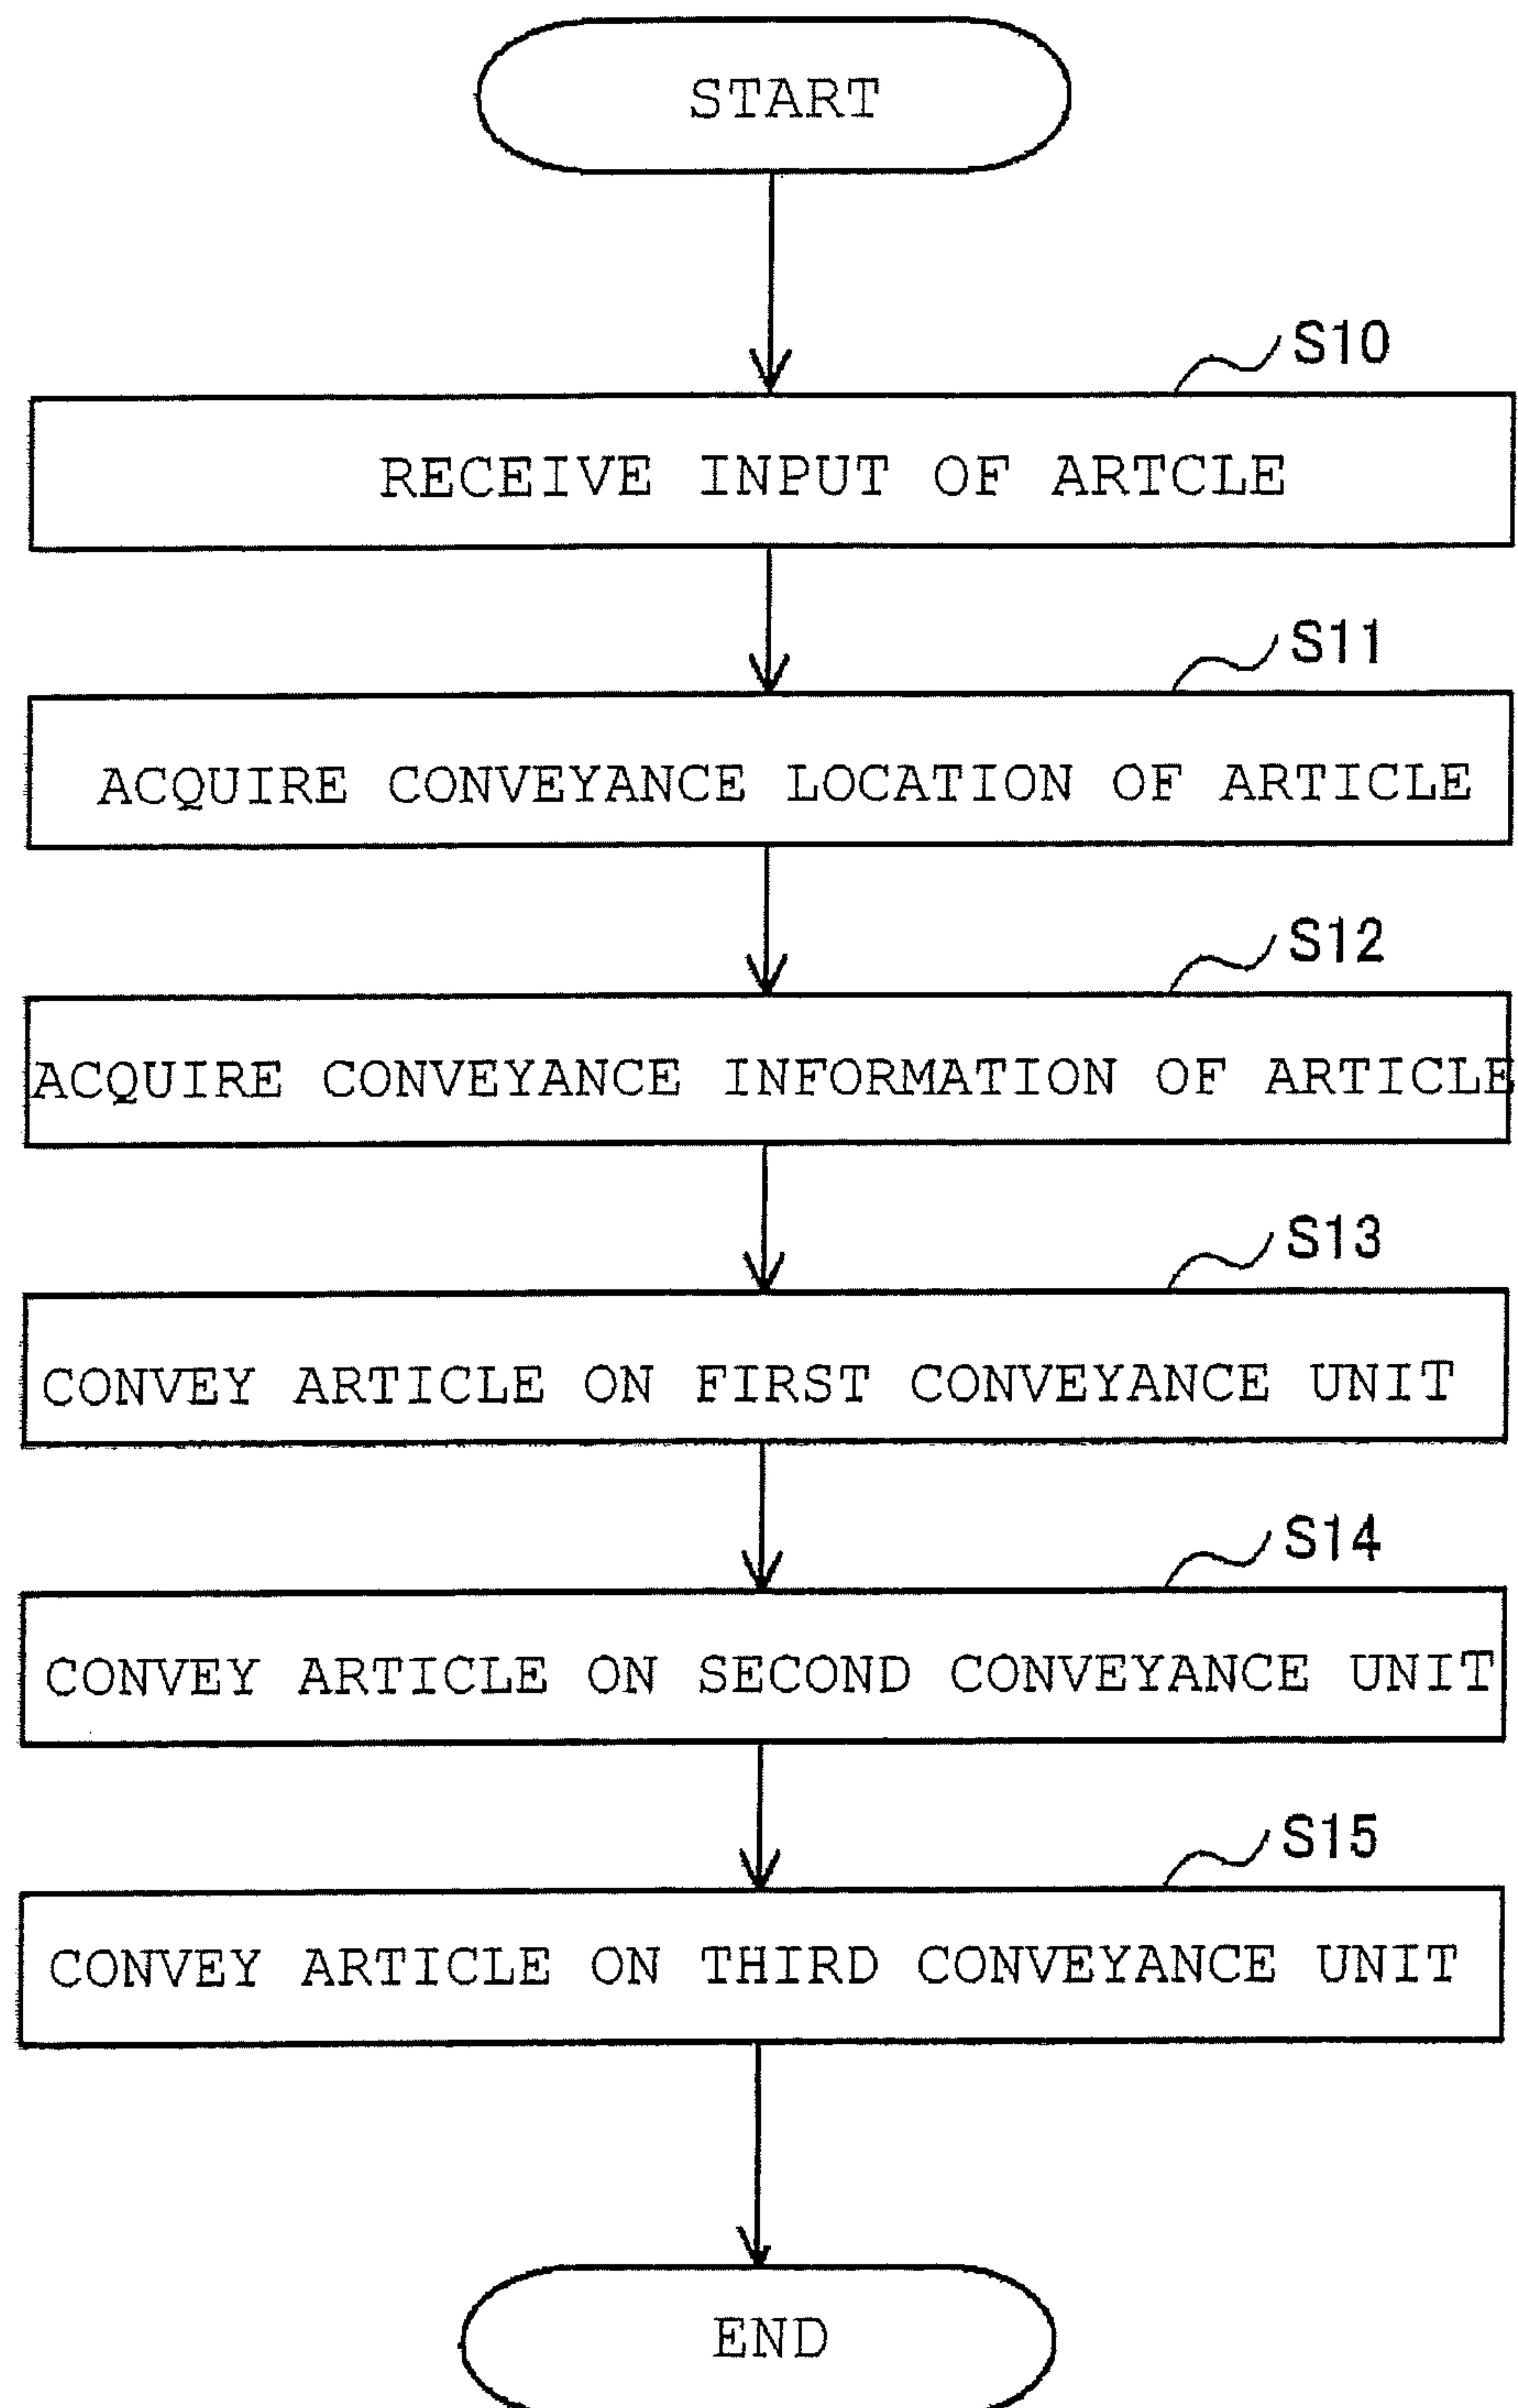 START
S10
RECEIVE INPUT OF ARTCLE
S11
ACQUIRE CONVEYANCE LOCATION OF ARTICLE
S12
ACQUIRE CONVEYANCE INFORMATION OF ARTICLE
S13
CONVEY ARTICLE ON FIRST CONVEYANCE UNIT
S14
CONVEY ARTICLE ON SECOND CONVEYANCE UNIT
S15
CONVEY ARTICLE ON THIRD CONVEYANCE UNIT
END